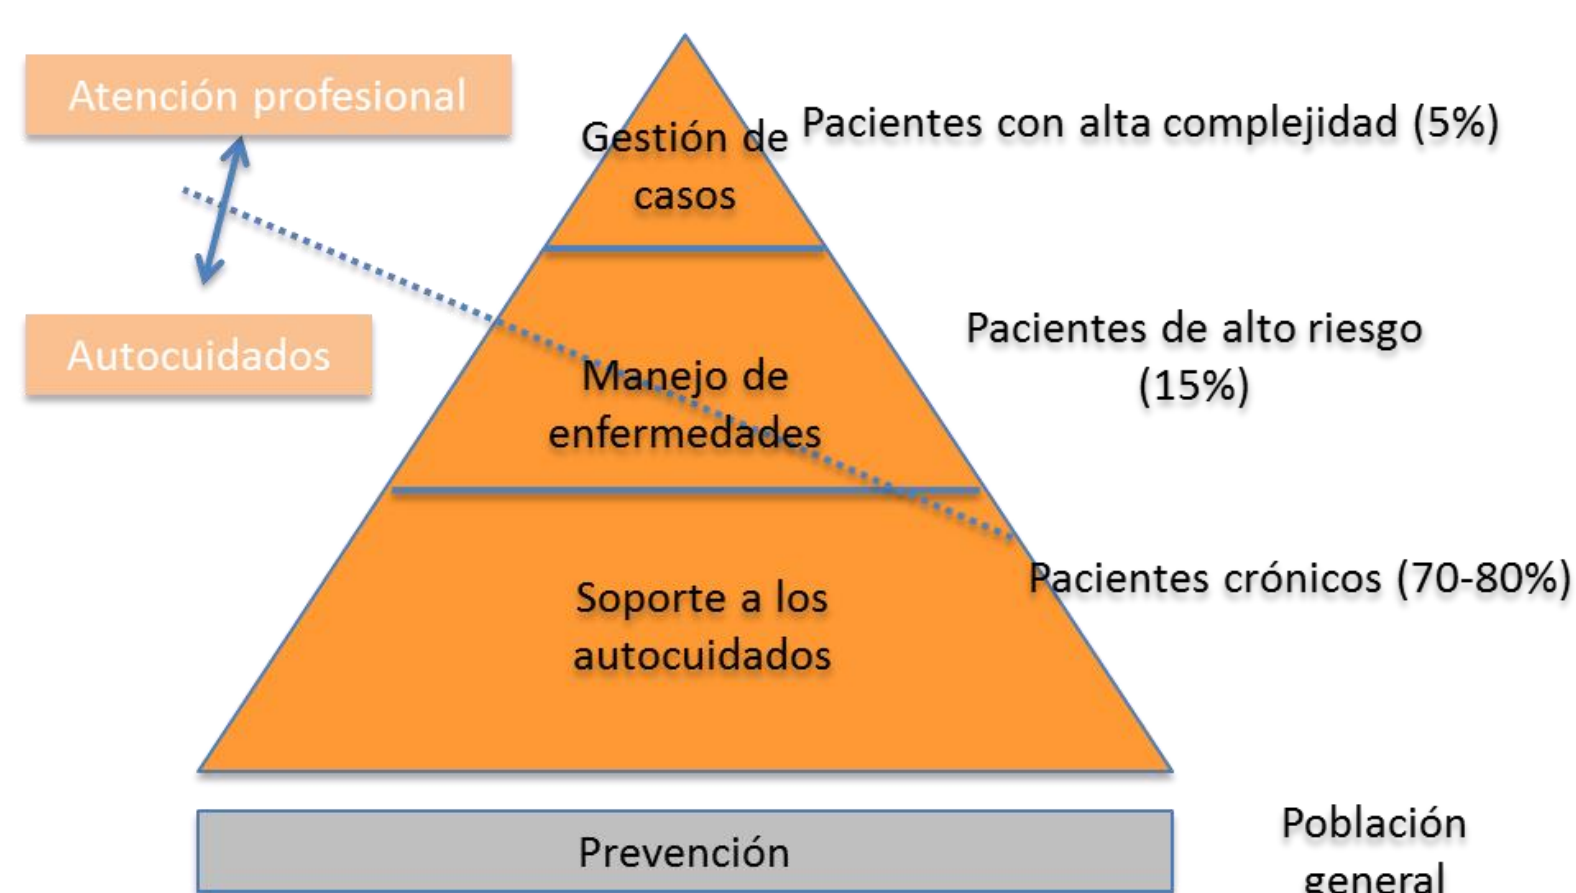 Atención profesional
Gestión de
casos
Pacientes con alta complejidad (5%)
Autocuidados
Manejo de
enfermedades
Pacientes de alto riesgo
(15%)
Soporte a los
autocuidados
Pacientes crónicos (70-80%)
Prevención
Población
general